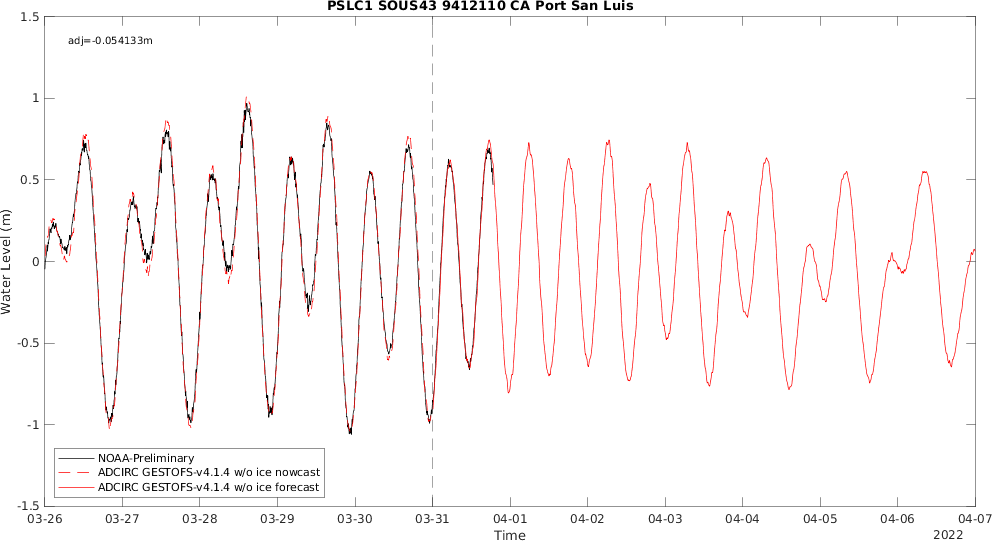 PSLC1 SOUS43 9412110 CA Port San Luis
adj=-0.054133m
1.5
1
0.5
0
-0.5
-1
-1.5
Water Level (m)
NOAA-Preliminary
ADCIRC GESTOFS-v4.1.4 w/o ice nowcast
ADCIRC GESTOFS-v4.1.4 w/o ice forecast
03-26 03-27 03-28 03-29 03-30 03-31 04-01 04-02 04-03 04-04 04-05 04-06 04-07
Time
2022